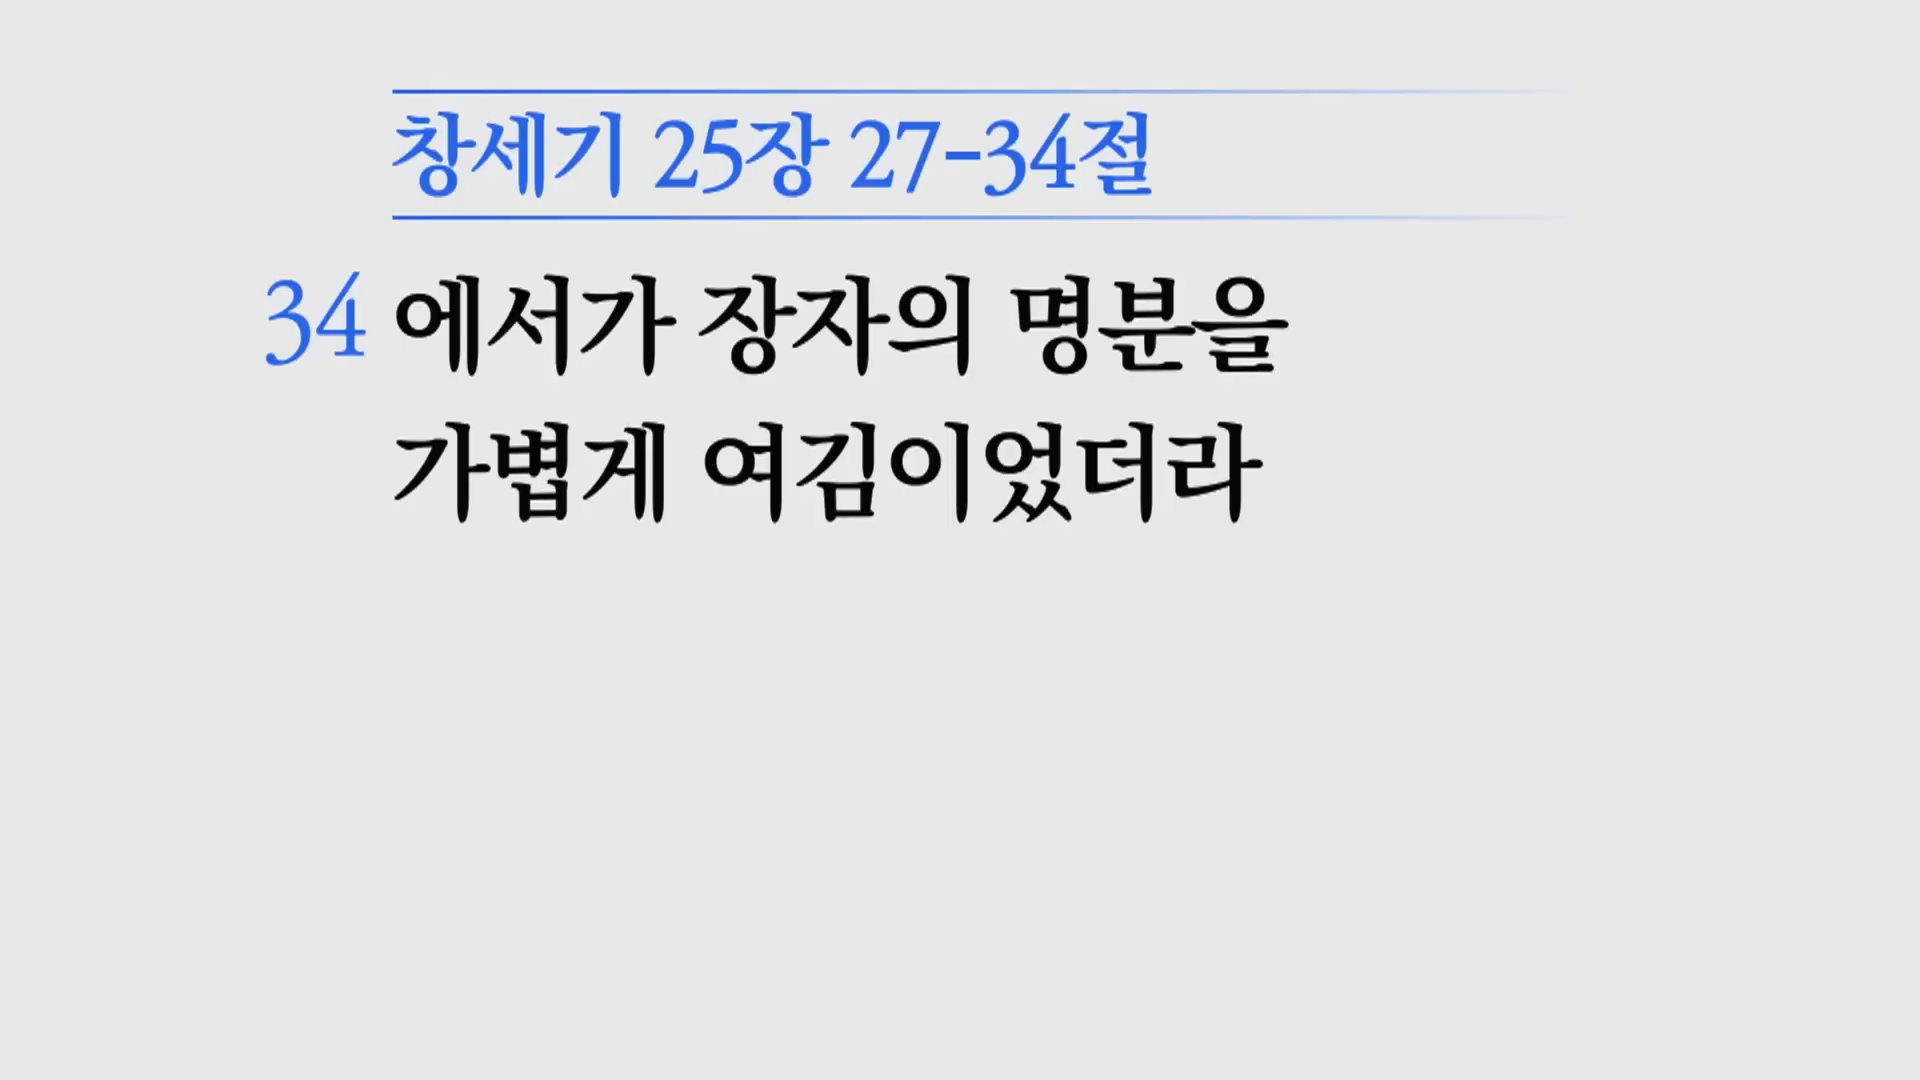 창세기 25장 27-34절
34 에서가 장자의 명분을
가볍게 여김이었더라